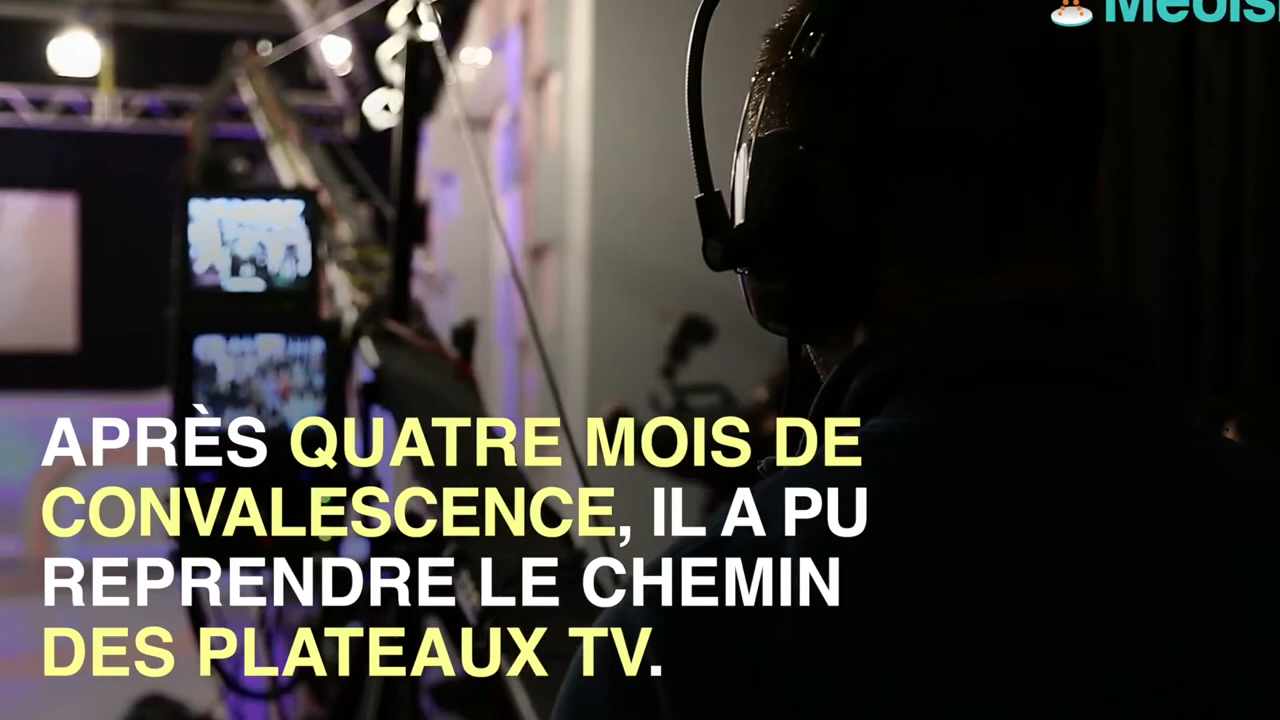 APRÈS QUATRE MOIS DE
CONVALESCENCE, IL A PU
REPRENDRE LE CHEMIN
DES PLATEAUX TV.